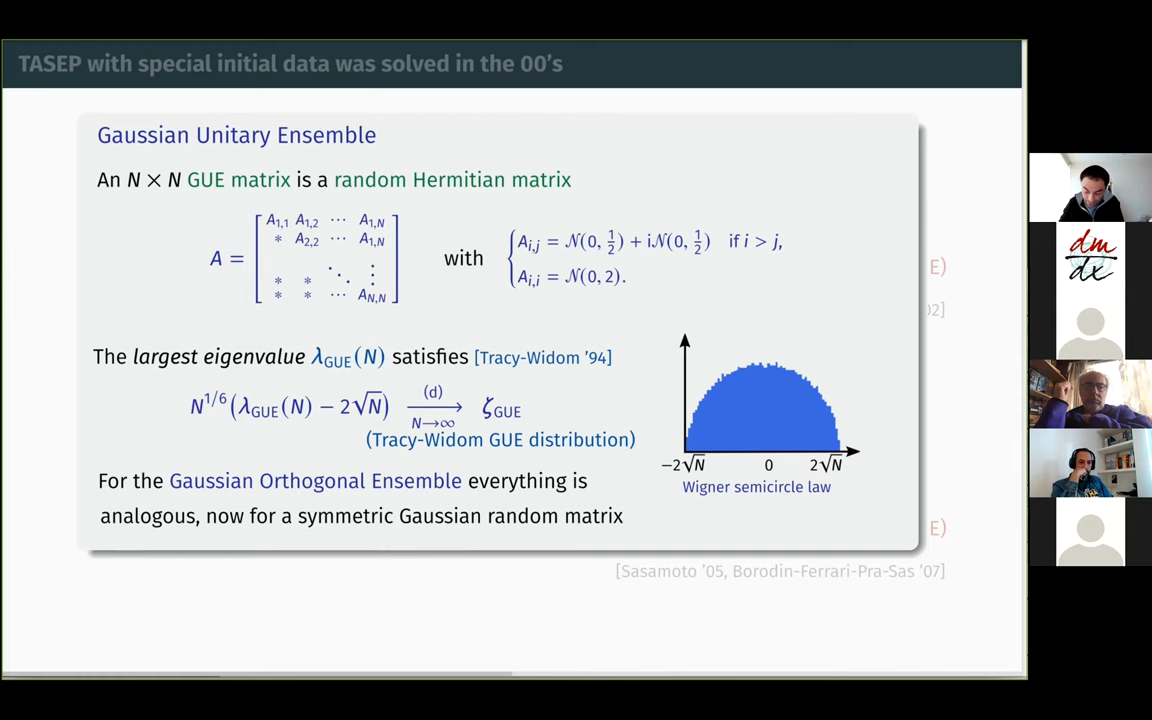 TASEP with special initial data was solved in the 00's
Gaussian Unitary Ensemble
An N × N GUE matrix is a random Hermitian matrix
A = [ A1,1 A1,2 ⋯ A1,N
* A2,2 ⋯ A1,N
⋱ ⋮
* *
* * ⋯ AN,N ]
with { Ai,j = 𝒩(0, 1/2) + i𝒩(0, 1/2) if i > j,
Ai,i = 𝒩(0, 2).
E)
02]
The largest eigenvalue λGUE(N) satisfies [Tracy-Widom '94]
N^1/6(λGUE(N) − 2√N) (d) ⟶ N→∞ ζGUE
(Tracy-Widom GUE distribution)
−2√N 0 2√N
Wigner semicircle law
For the Gaussian Orthogonal Ensemble everything is
analogous, now for a symmetric Gaussian random matrix
E)
[Sasamoto '05, Borodin-Ferrari-Pra-Sas '07]
dm
dx